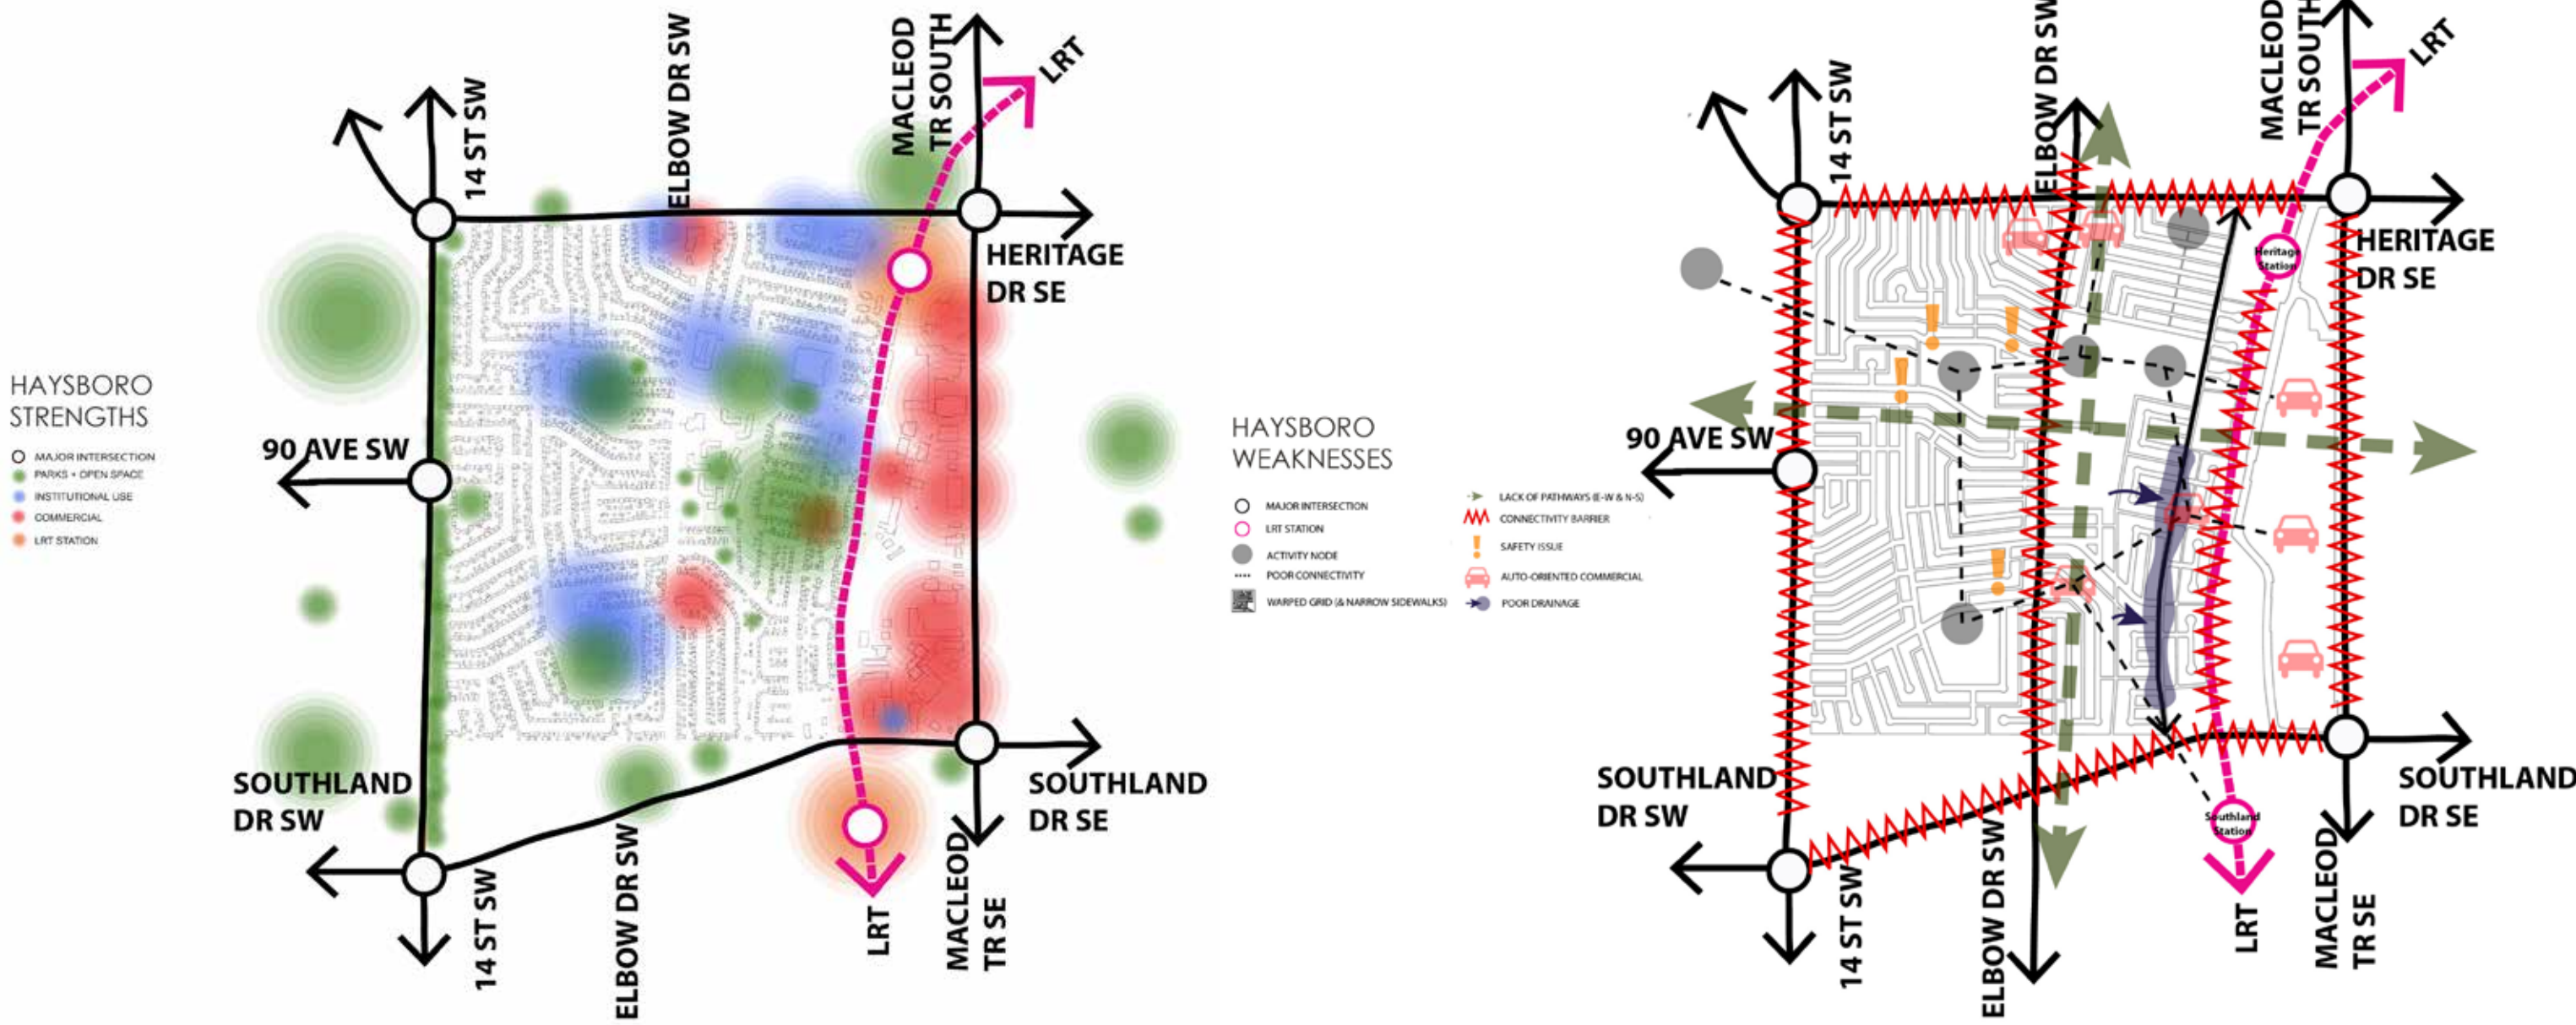 HAYSBORO
STRENGTHS
MAJOR INTERSECTION
PARKS + OPEN SPACE
INSTITUTIONAL USE
COMMERCIAL
LRT STATION
14 ST SW
ELBOW DR SW
MACLEOD
TR SOUTH
LRT
HERITAGE
DR SE
90 AVE SW
SOUTHLAND
DR SW
SOUTHLAND
DR SE
14 ST SW
ELBOW DR SW
LRT
MACLEOD
TR SE
HAYSBORO
WEAKNESSES
MAJOR INTERSECTION
LRT STATION
ACTIVITY NODE
POOR CONNECTIVITY
WARPED GRID (& NARROW SIDEWALKS)
LACK OF PATHWAYS (E-W & N-S)
CONNECTIVITY BARRIER
SAFETY ISSUE
AUTO-ORIENTED COMMERCIAL
POOR DRAINAGE
14 ST SW
ELBOW DR SW
MACLEOD
TR SOUTH
LRT
Heritage
Station
HERITAGE
DR SE
90 AVE SW
SOUTHLAND
DR SW
Southland
Station
SOUTHLAND
DR SE
14 ST SW
ELBOW DR SW
LRT
MACLEOD
TR SE